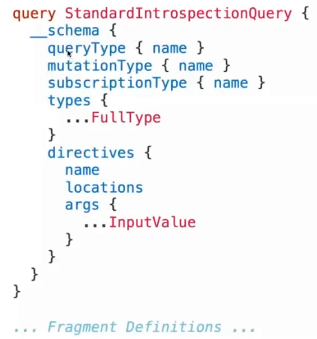 query StandardIntrospectionQuery {
  __schema {
    queryType { name }
    mutationType { name }
    subscriptionType { name }
    types {
      ...FullType
    }
    directives {
      name
      locations
      args {
        ...InputValue
      }
    }
  }
}
... Fragment Definitions ...